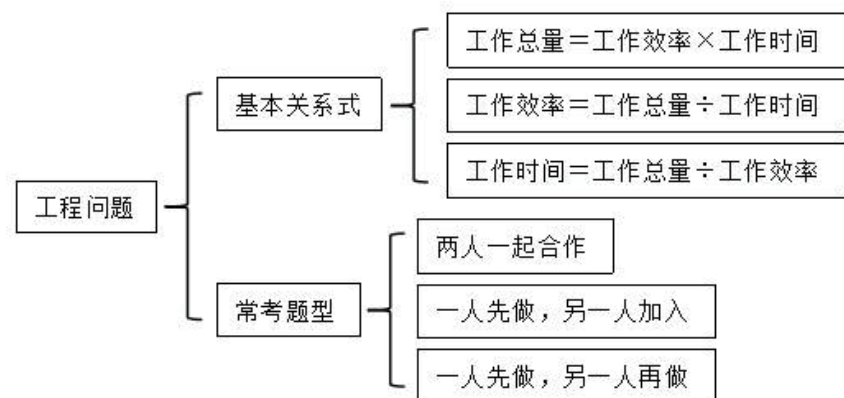 工程问题
基本关系式
工作总量＝工作效率×工作时间
工作效率＝工作总量÷工作时间
工作时间＝工作总量÷工作效率
常考题型
两人一起合作
一人先做，另一人加入
一人先做，另一人再做